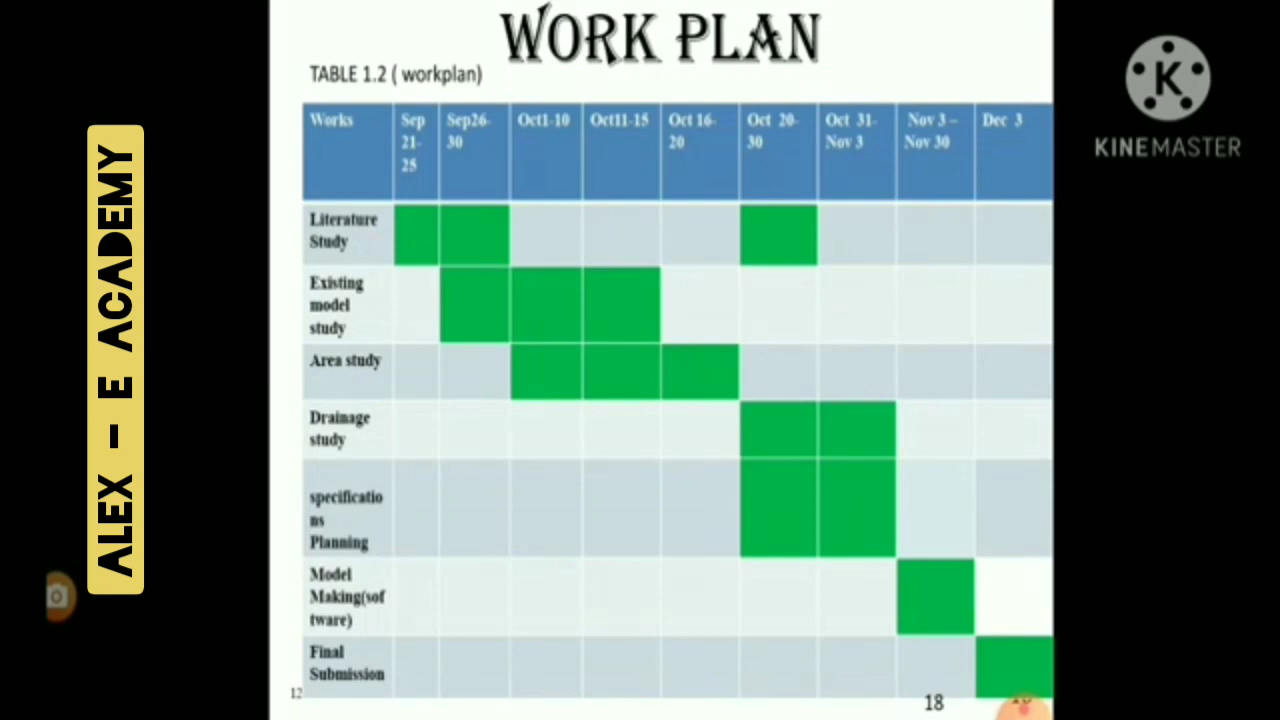 WORK PLAN
TABLE 1.2 ( workplan)
Works
Sep
21-
25
Sep26-
30
Oct1-10
Oct11-15
Oct 16-
20
Oct 20-
30
Oct 31-
Nov 3
Nov 3 –
Nov 30
Dec 3
Literature
Study
Existing
model
study
Area study
Drainage
study
specificatio
ns
Planning
Model
Making(sof
tware)
Final
Submission
12
18
ALEX - E ACADEMY
K
KINEMASTER